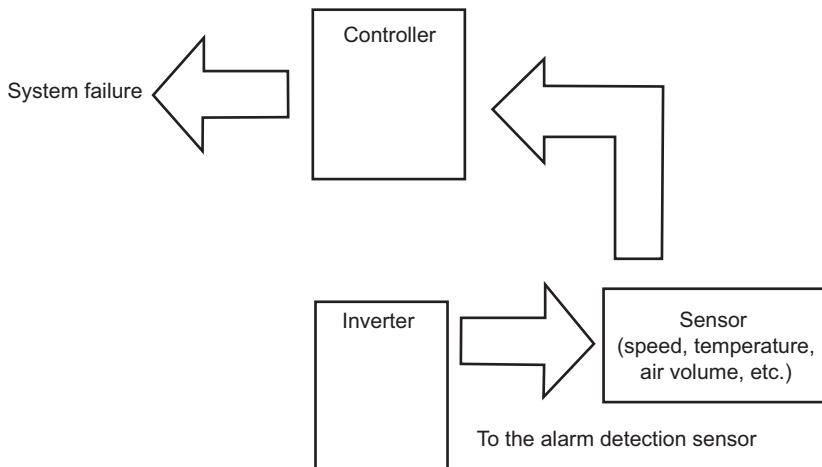 Controller
System failure
Inverter
Sensor
(speed, temperature,
air volume, etc.)
To the alarm detection sensor